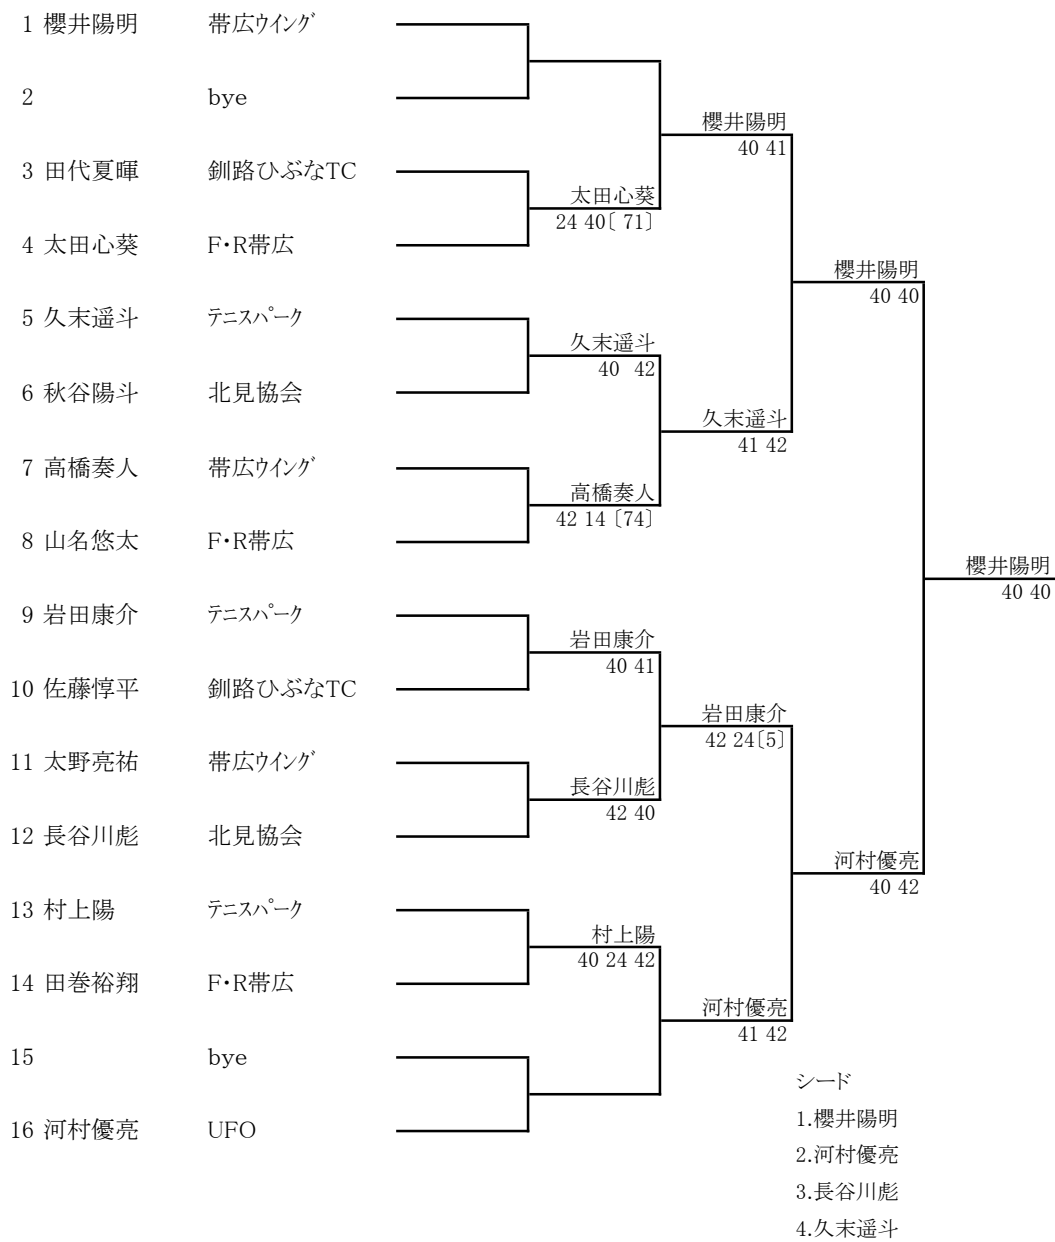 1 櫻井陽明 帯広ｳｲﾝｸﾞ
2 bye
櫻井陽明
40 41
3 田代夏暉 釧路ひぶなTC
太田心葵
24 40〔 71〕
4 太田心葵 F・R帯広
櫻井陽明
40 40
5 久末遥斗 ﾃﾆｽﾊﾟｰｸ
久末遥斗
40 42
6 秋谷陽斗 北見協会
久末遥斗
41 42
7 高橋奏人 帯広ｳｲﾝｸﾞ
高橋奏人
42 14〔74〕
8 山名悠太 F・R帯広
櫻井陽明
40 40
9 岩田康介 ﾃﾆｽﾊﾟｰｸ
岩田康介
40 41
10 佐藤惇平 釧路ひぶなTC
岩田康介
42 24〔5〕
11 太野亮祐 帯広ｳｲﾝｸﾞ
長谷川彪
42 40
12 長谷川彪 北見協会
河村優亮
40 42
13 村上陽 ﾃﾆｽﾊﾟｰｸ
村上陽
40 24 42
14 田巻裕翔 F・R帯広
河村優亮
41 42
15 bye
16 河村優亮 UFO
シード
1.櫻井陽明
2.河村優亮
3.長谷川彪
4.久末遥斗